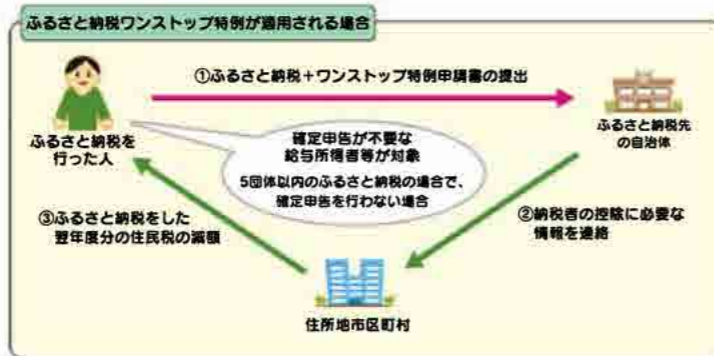 ふるさと納税ワンストップ特例が適用される場合
①ふるさと納税＋ワンストップ特例申請書の提出
ふるさと納税を
行った人
ふるさと納税先
の自治体
確定申告が不要な
給与所得者等が対象
5団体以内のふるさと納税の場合で、
確定申告を行わない場合
③ふるさと納税をした
翌年度分の住民税の減額
②納税者の控除に必要な
情報を連絡
住所地市区町村